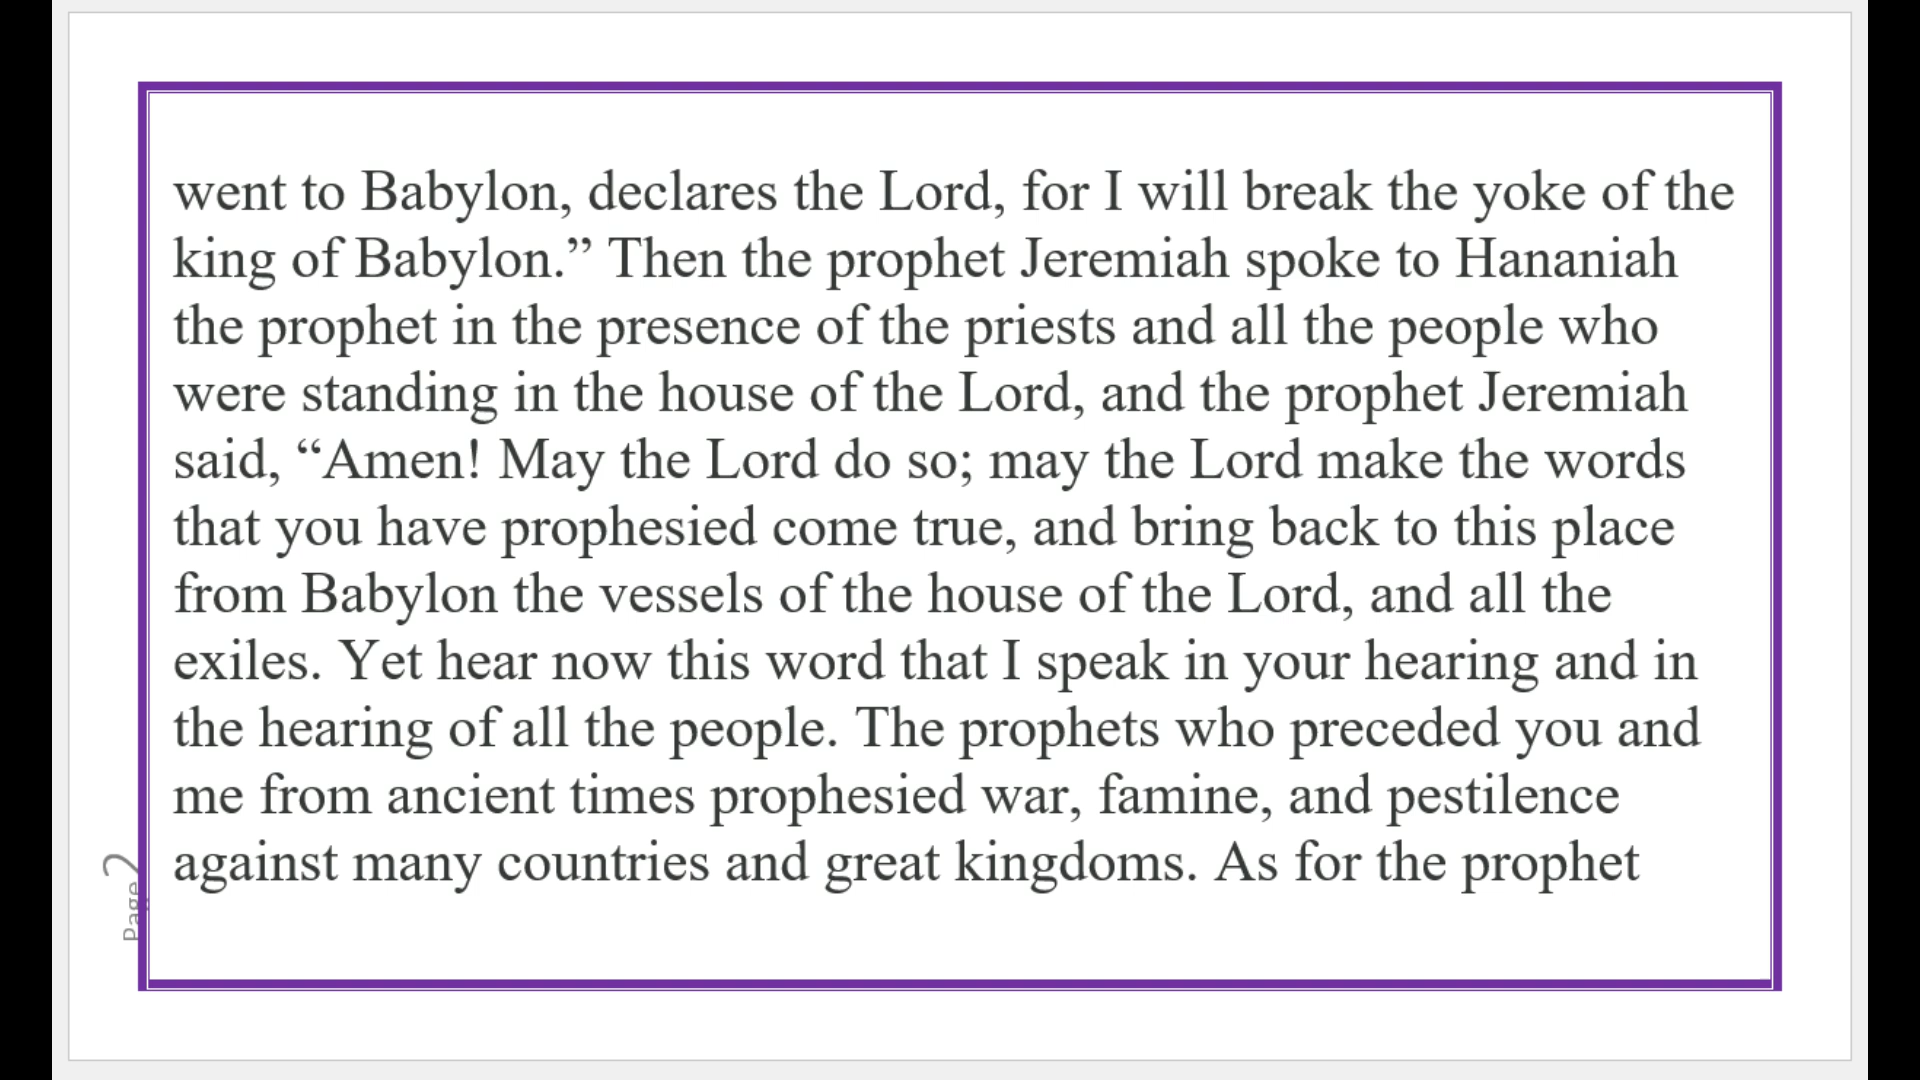 went to Babylon, declares the Lord, for I will break the yoke of the
king of Babylon.” Then the prophet Jeremiah spoke to Hananiah
the prophet in the presence of the priests and all the people who
were standing in the house of the Lord, and the prophet Jeremiah
said, “Amen! May the Lord do so; may the Lord make the words
that you have prophesied come true, and bring back to this place
from Babylon the vessels of the house of the Lord, and all the
exiles. Yet hear now this word that I speak in your hearing and in
the hearing of all the people. The prophets who preceded you and
me from ancient times prophesied war, famine, and pestilence
against many countries and great kingdoms. As for the prophet
Page 2